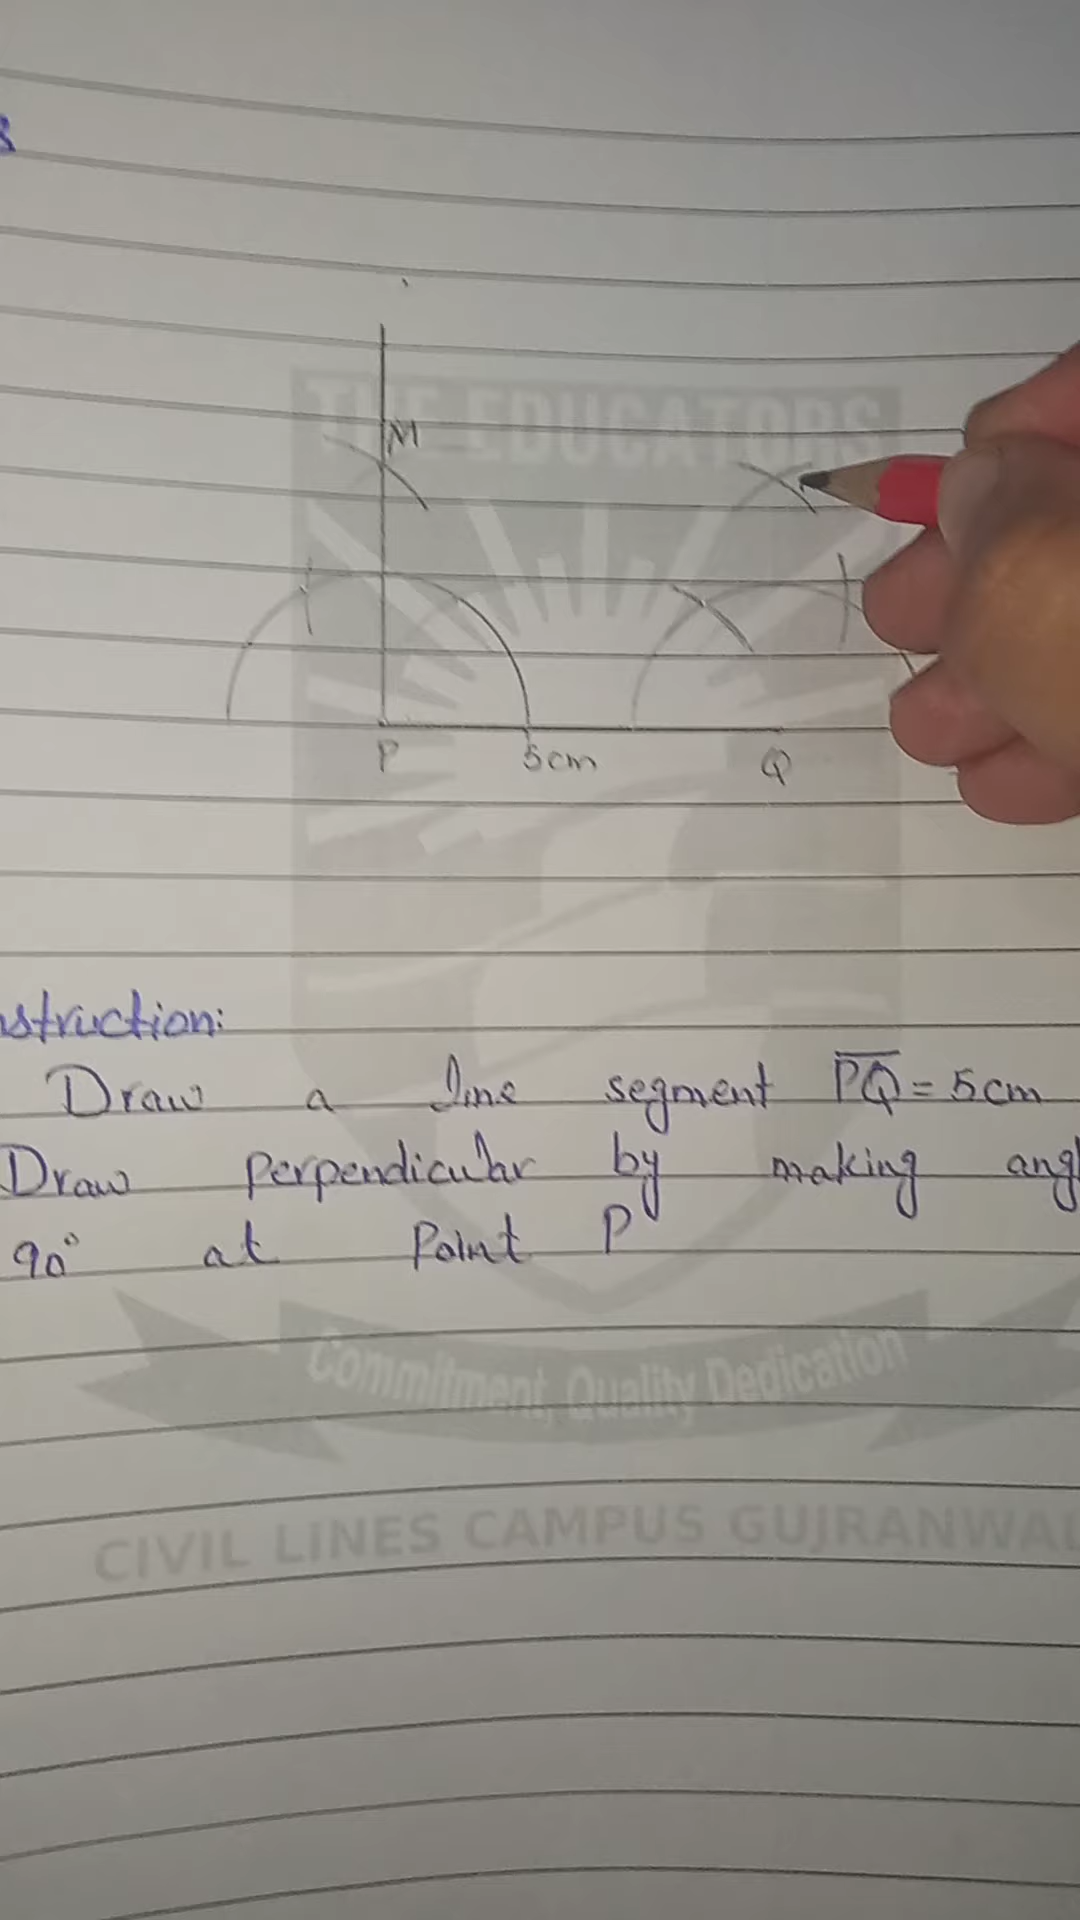 THE EDUCATORS
M
P 5cm Q
nstruction:
Draw a line segment PQ = 5cm
Draw perpendicular by making ang
90° at Point P
Commitment, Quality Dedication
CIVIL LINES CAMPUS GUJRANWAL